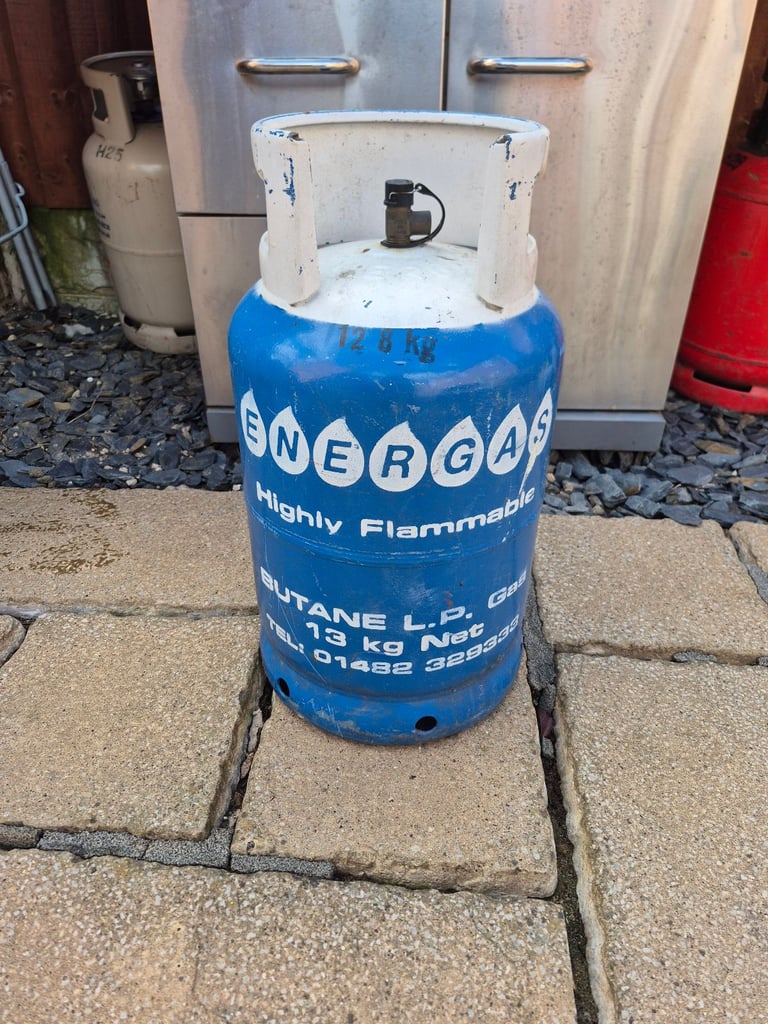 H25
12 8 kg
ENERGAS
Highly Flammable
BUTANE L.P. Gas
13 kg Net
TEL: 01482 329333